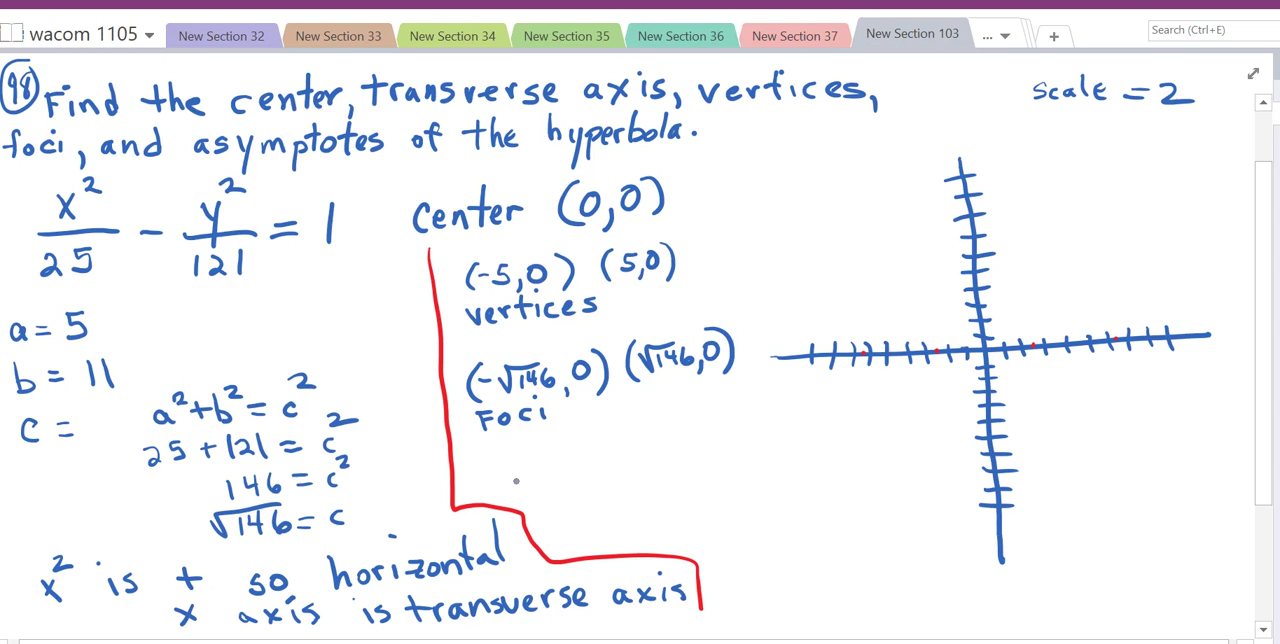 wacom 1105
New Section 32
New Section 33
New Section 34
New Section 35
New Section 36
New Section 37
New Section 103
...
+
Search (Ctrl+E)
98 Find the center, transverse axis, vertices,
foci, and asymptotes of the hyperbola.
scale = 2
x²/25 - y²/121 = 1
center (0,0)
(-5,0) (5,0)
vertices
(-√146,0) (√146,0)
Foci
a = 5
b = 11
c =
a² + b² = c²
25 + 121 = c²
146 = c²
√146 = c
x² is + so horizontal
x axis is transverse axis